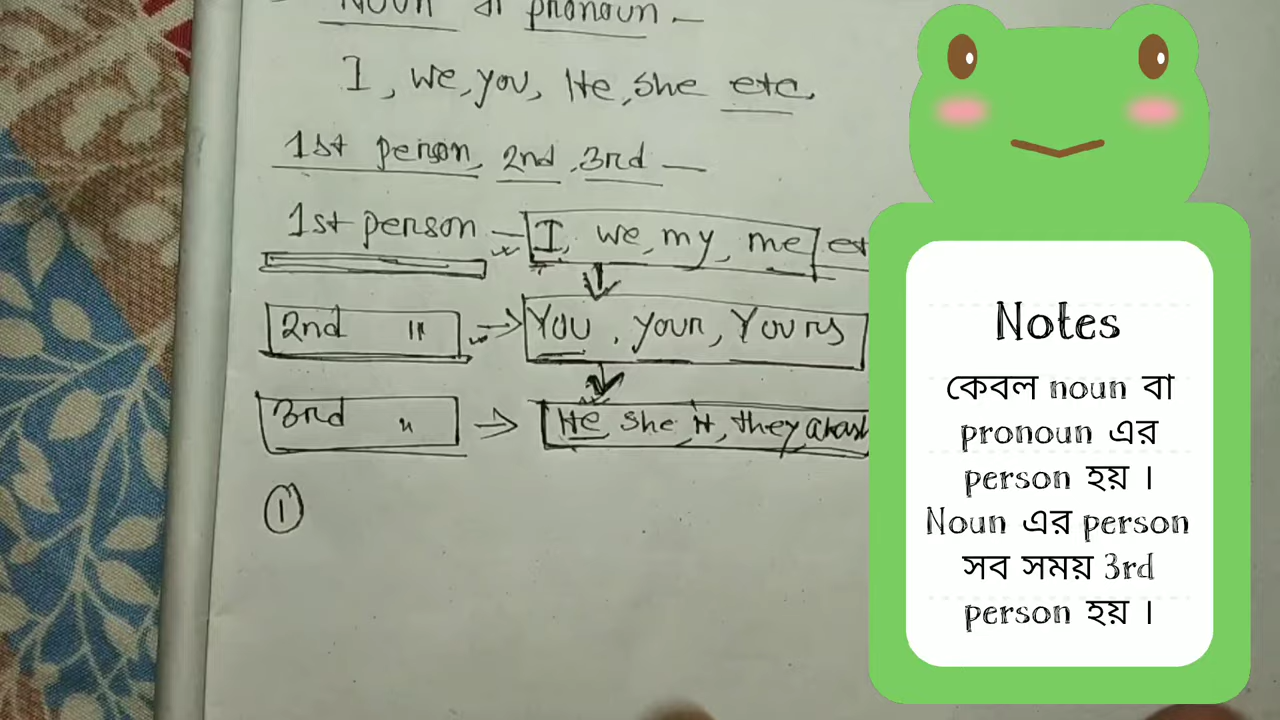 Noun বা pronoun —
I, we, you, He, she etc.
1st person, 2nd, 3rd —
1st person – I, we, my, me et
2nd " → You, your, Yours
3rd " → He she, it, they, akash
①
Notes
কেবল noun বা
pronoun এর
person হয় ।
Noun এর person
সব সময় 3rd
person হয় ।